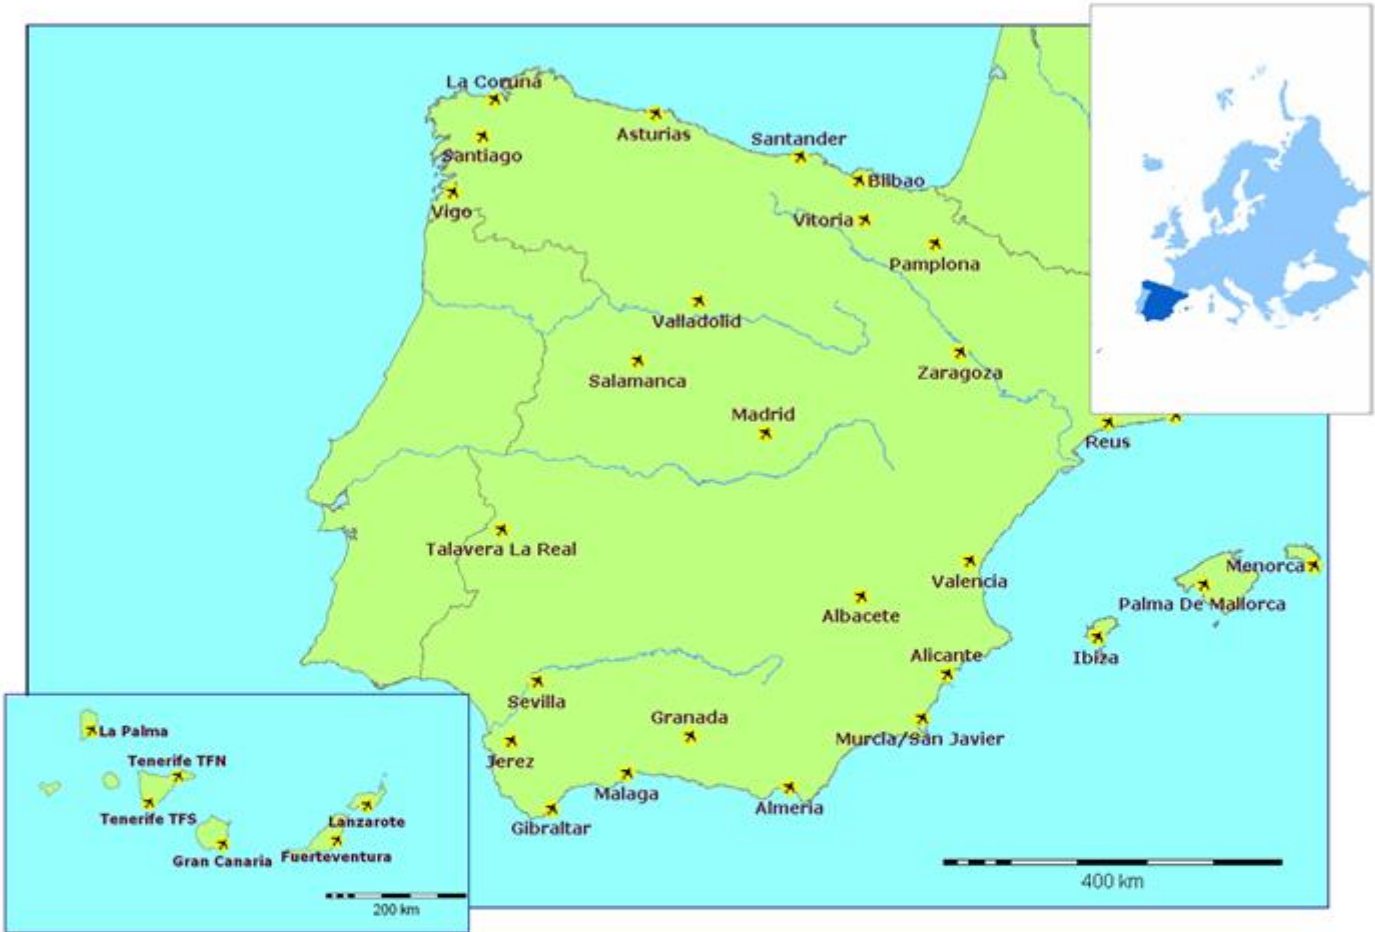 La Coruna
Asturias
Santander
Santiago
Bilbao
Vigo
Vitoria
Pamplona
Valladolid
Zaragoza
Salamanca
Madrid
Reus
Talavera La Real
Valencia
Menorca
Palma De Mallorca
Albacete
Alicante
Ibiza
Sevilla
Granada
Murcia/San Javier
Jerez
Malaga
Almeria
Gibraltar
400 km
La Palma
Tenerife TFN
Tenerife TFS
Lanzarote
Gran Canaria
Fuerteventura
200 km